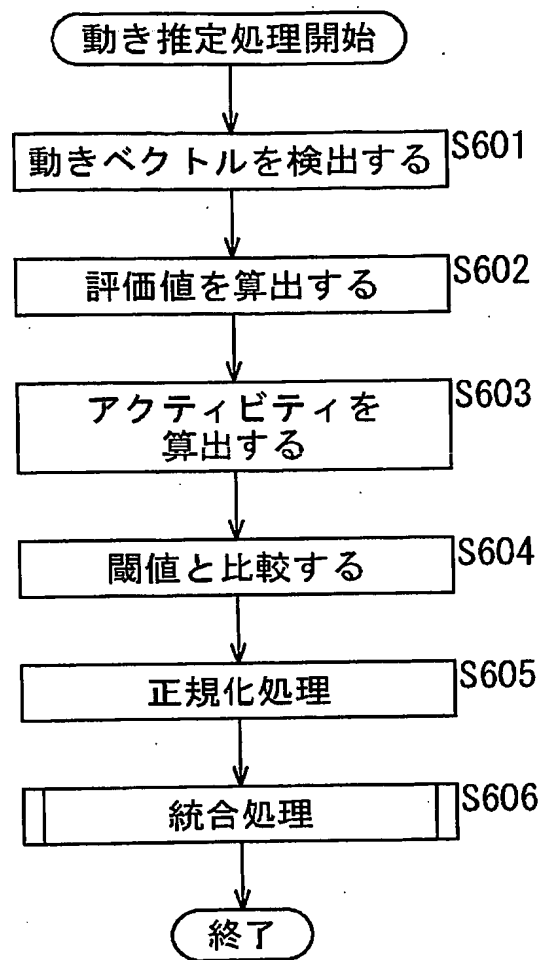 動き推定処理開始
動きベクトルを検出する S601
評価値を算出する S602
アクティビティを S603
算出する
閾値と比較する S604
正規化処理 S605
統合処理 S606
終了